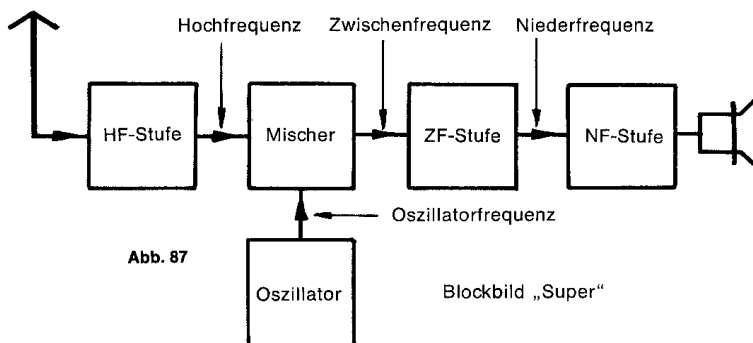 Hochfrequenz Zwischenfrequenz Niederfrequenz
HF-Stufe Mischer ZF-Stufe NF-Stufe
Oszillatorfrequenz
Abb. 87
Oszillator Blockbild „Super“